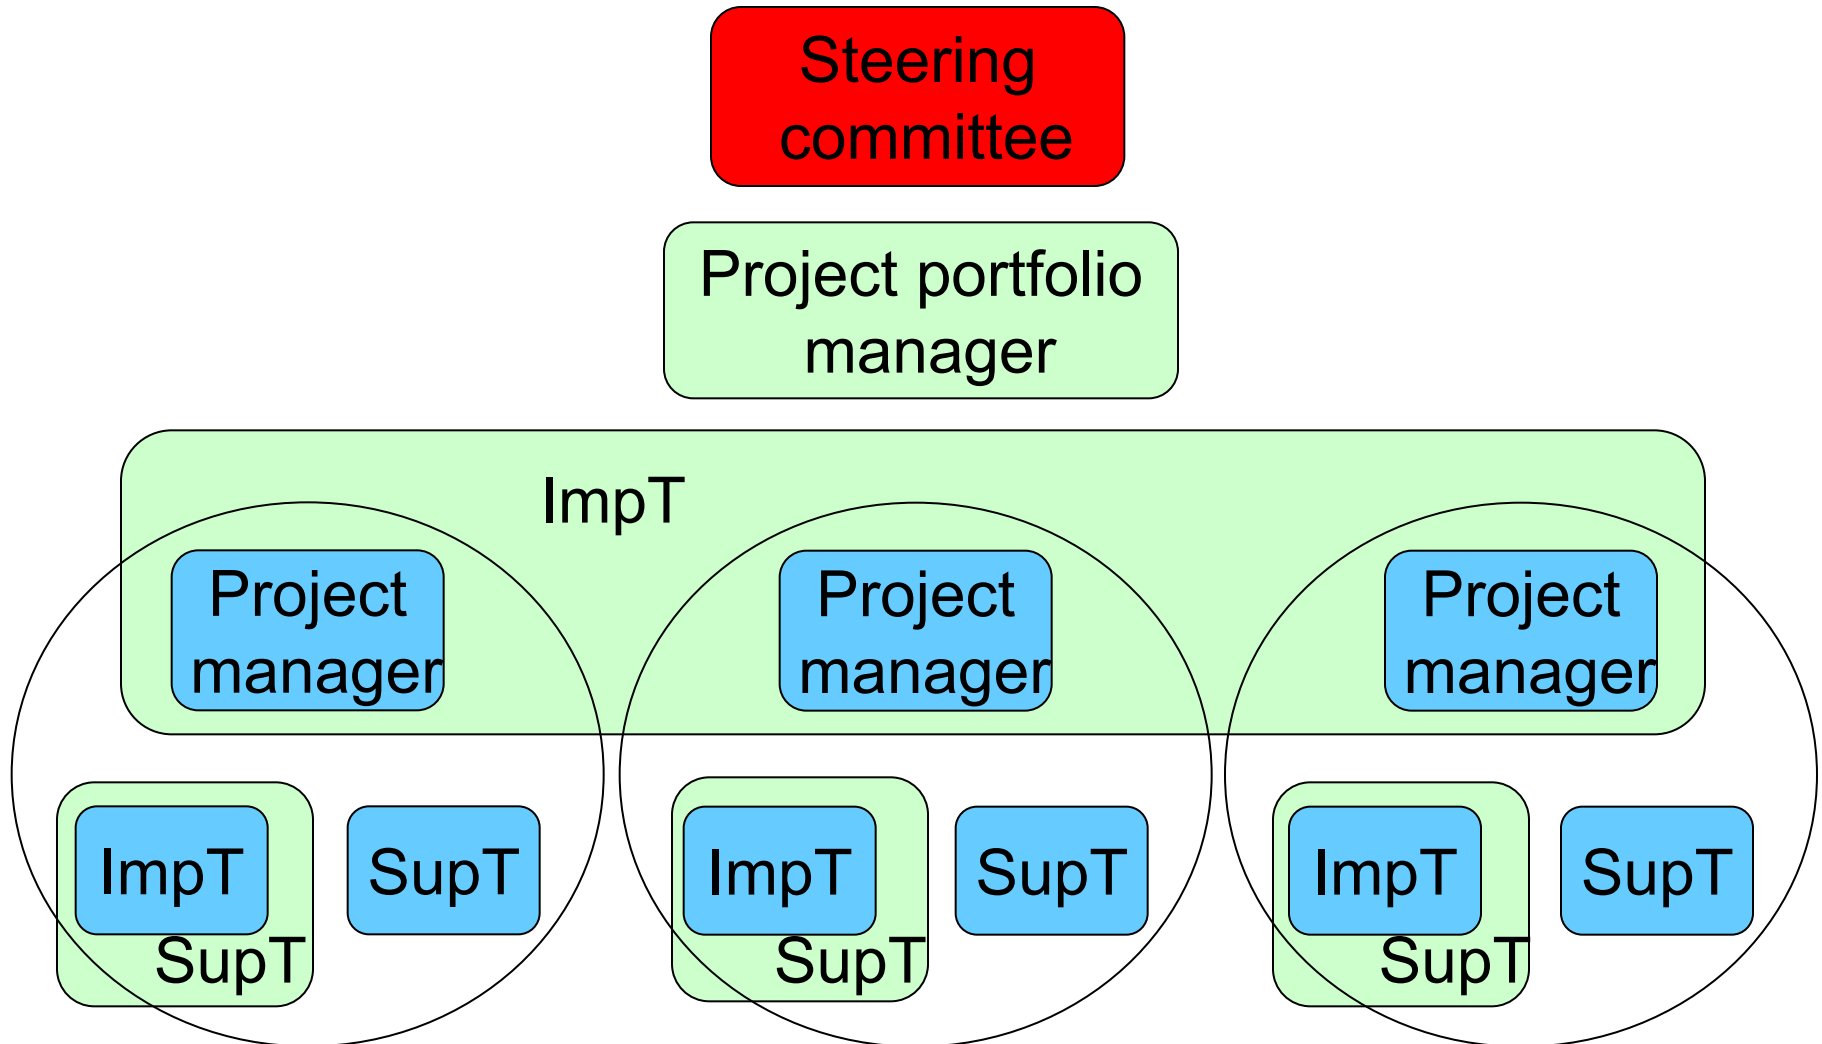 Steering
committee
Project portfolio
manager
ImpT
Project
manager
Project
manager
Project
manager
ImpT
SupT
ImpT
SupT
ImpT
SupT
SupT
SupT
SupT